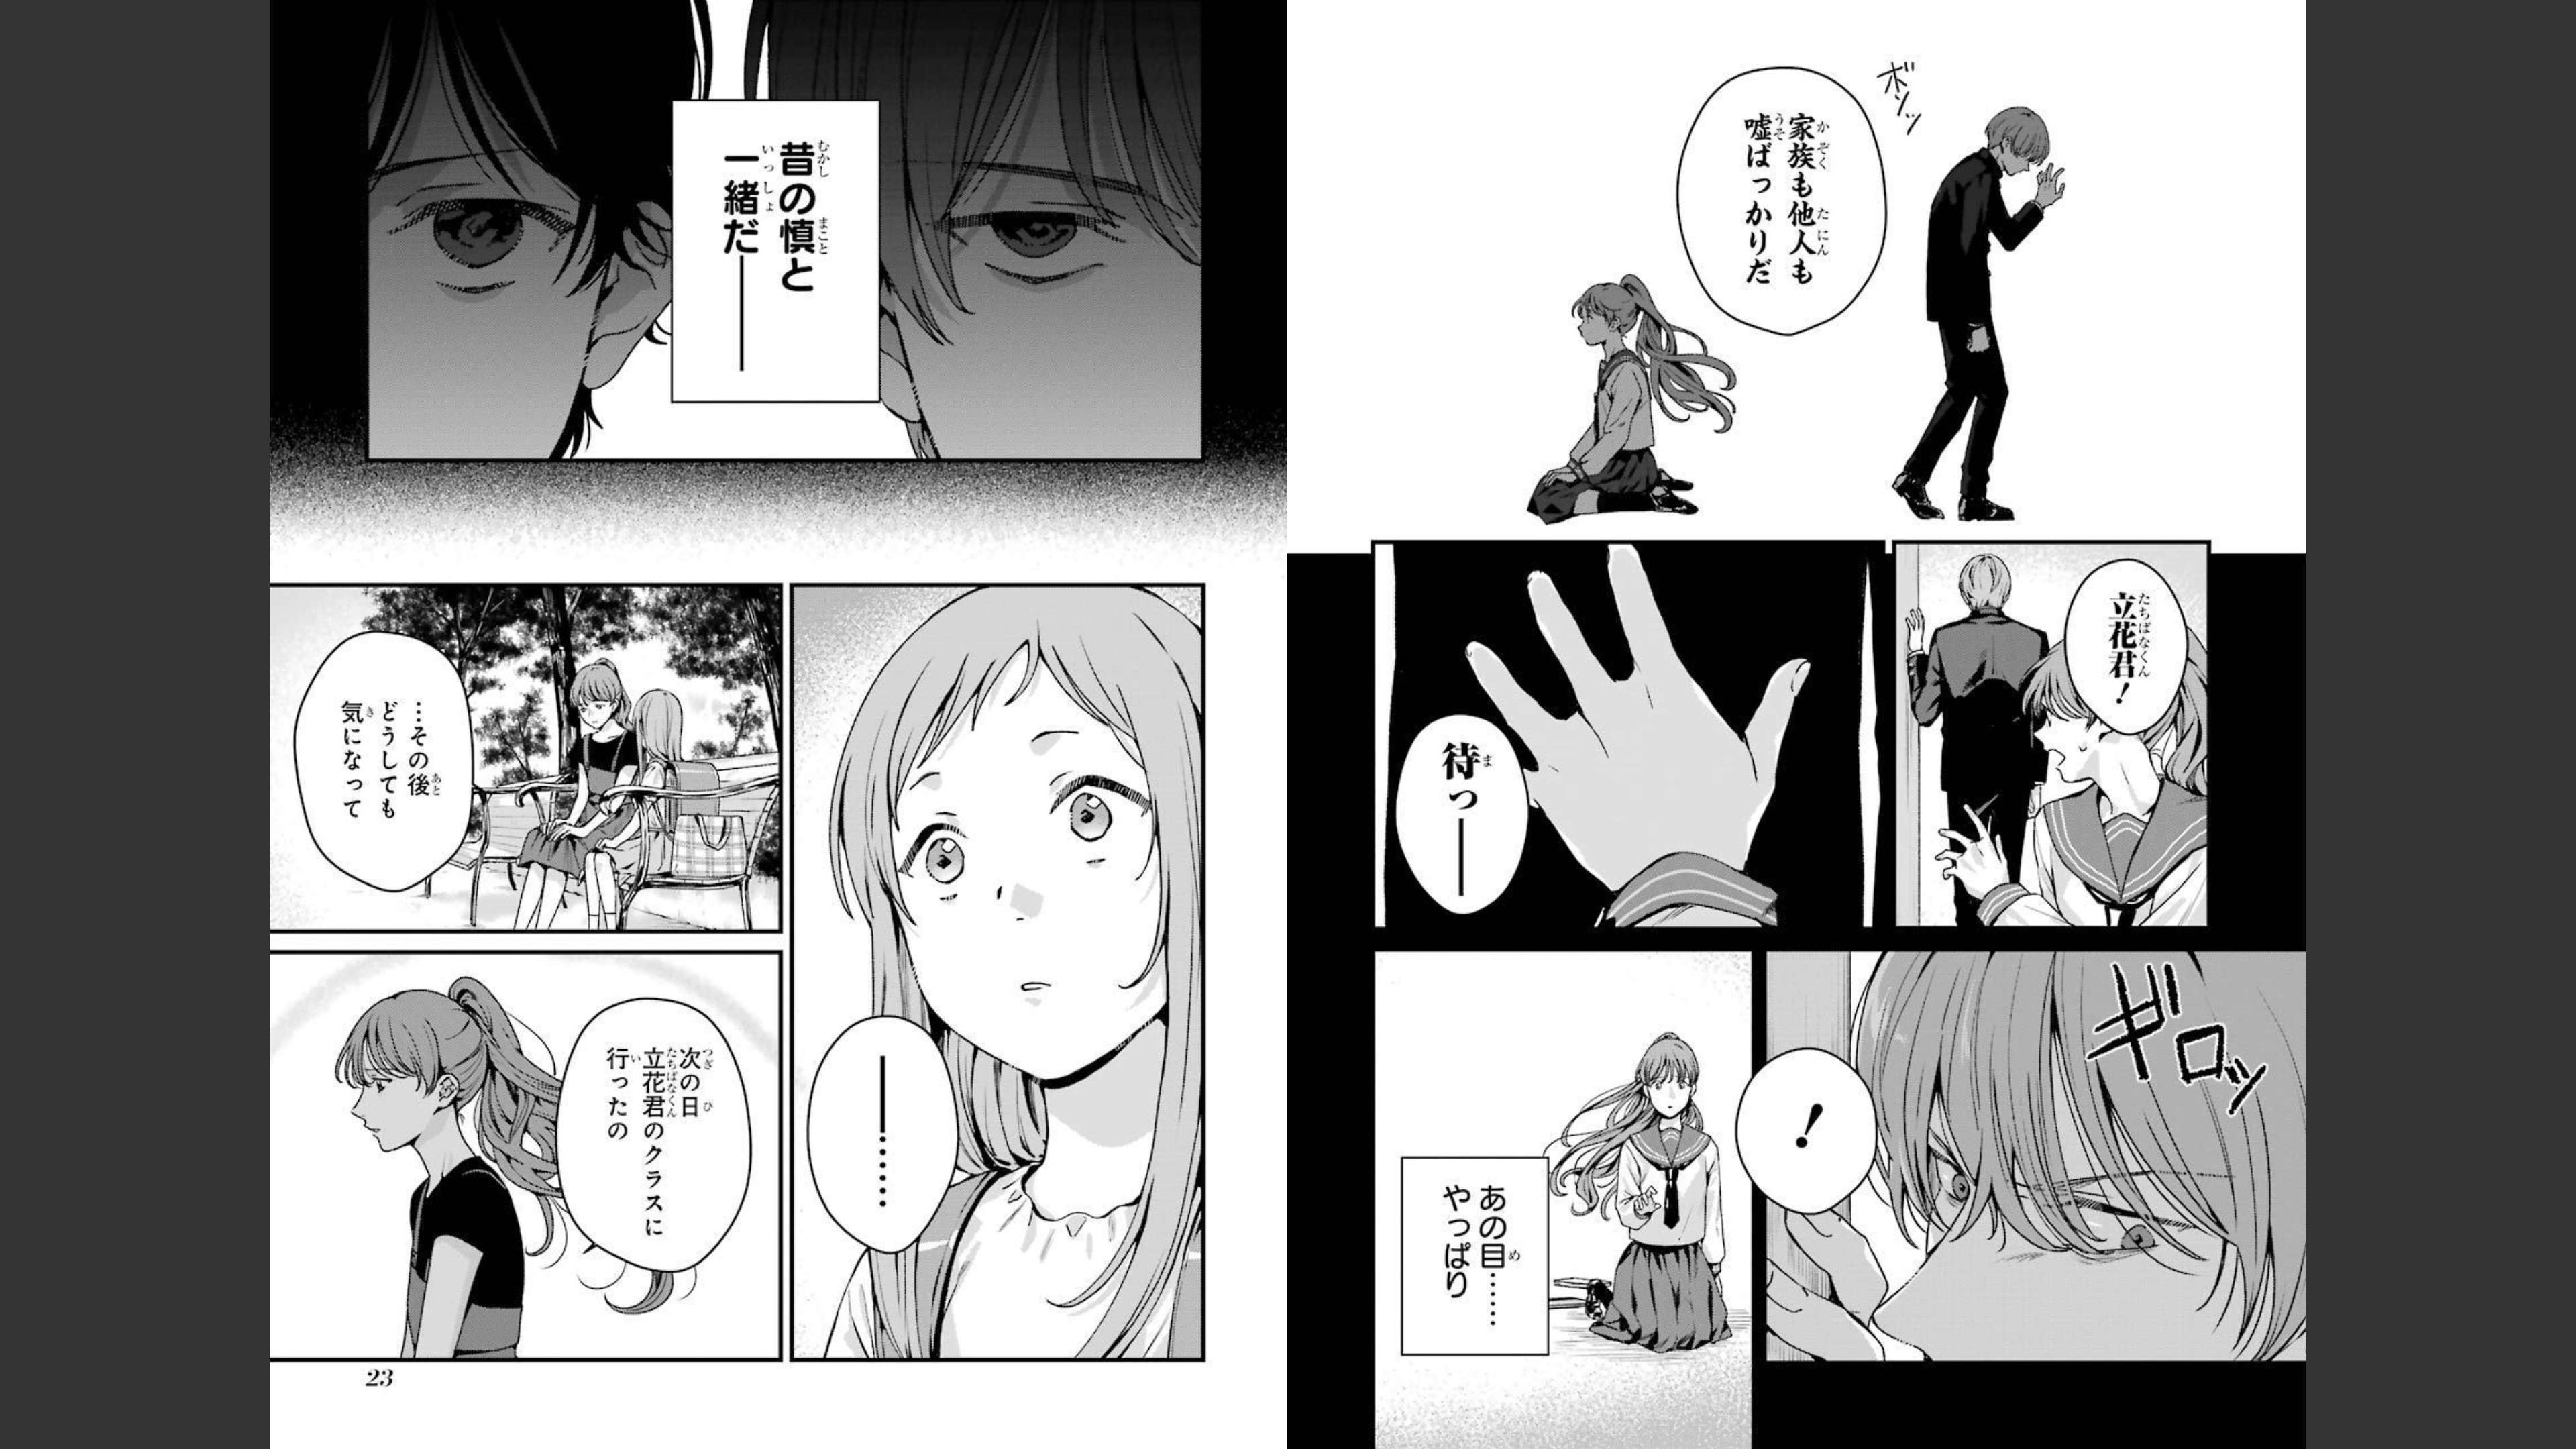 ボソッ
家族も他人も
嘘ばっかりだ
立花君！
待っ――
ギロッ
！
あの目……
やっぱり
昔の慎と
一緒だ――
――……
…その後
どうしても
気になって
次の日
立花君のクラスに
行ったの
23